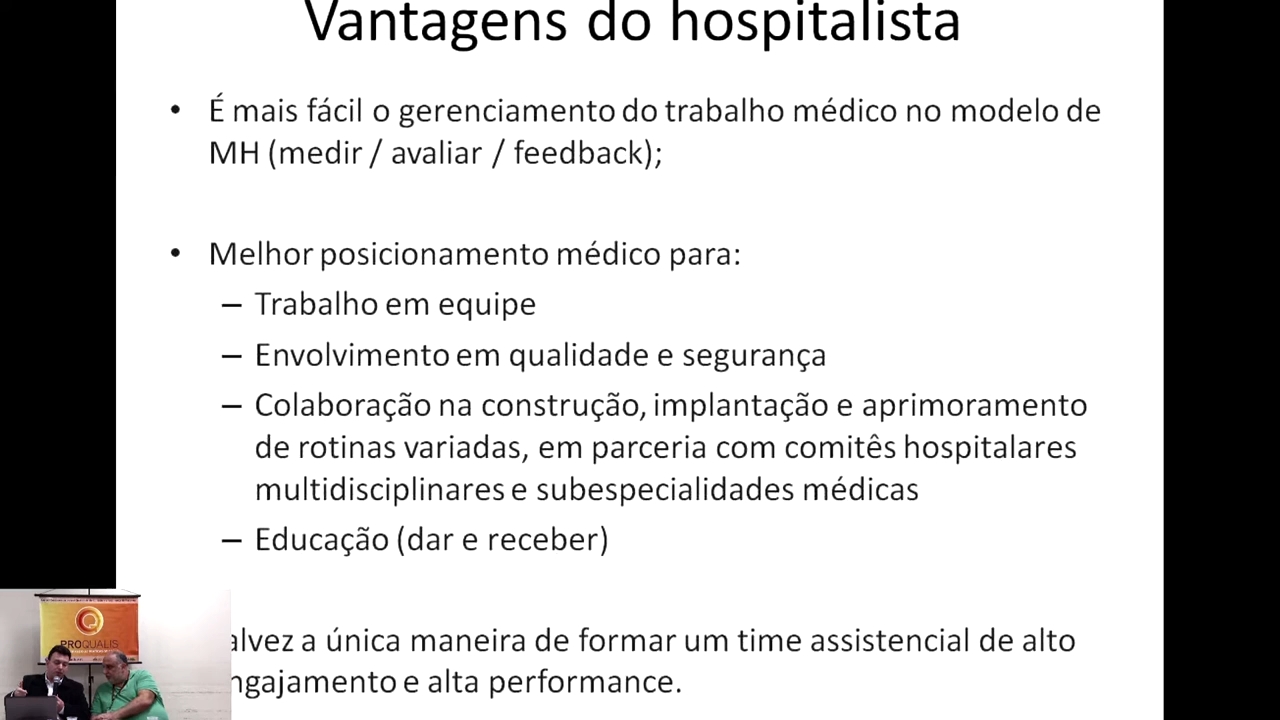 Vantagens do hospitalista
• É mais fácil o gerenciamento do trabalho médico no modelo de
MH (medir / avaliar / feedback);
• Melhor posicionamento médico para:
– Trabalho em equipe
– Envolvimento em qualidade e segurança
– Colaboração na construção, implantação e aprimoramento
de rotinas variadas, em parceria com comitês hospitalares
multidisciplinares e subespecialidades médicas
– Educação (dar e receber)
alvez a única maneira de formar um time assistencial de alto
ngajamento e alta performance.
PROQUALIS